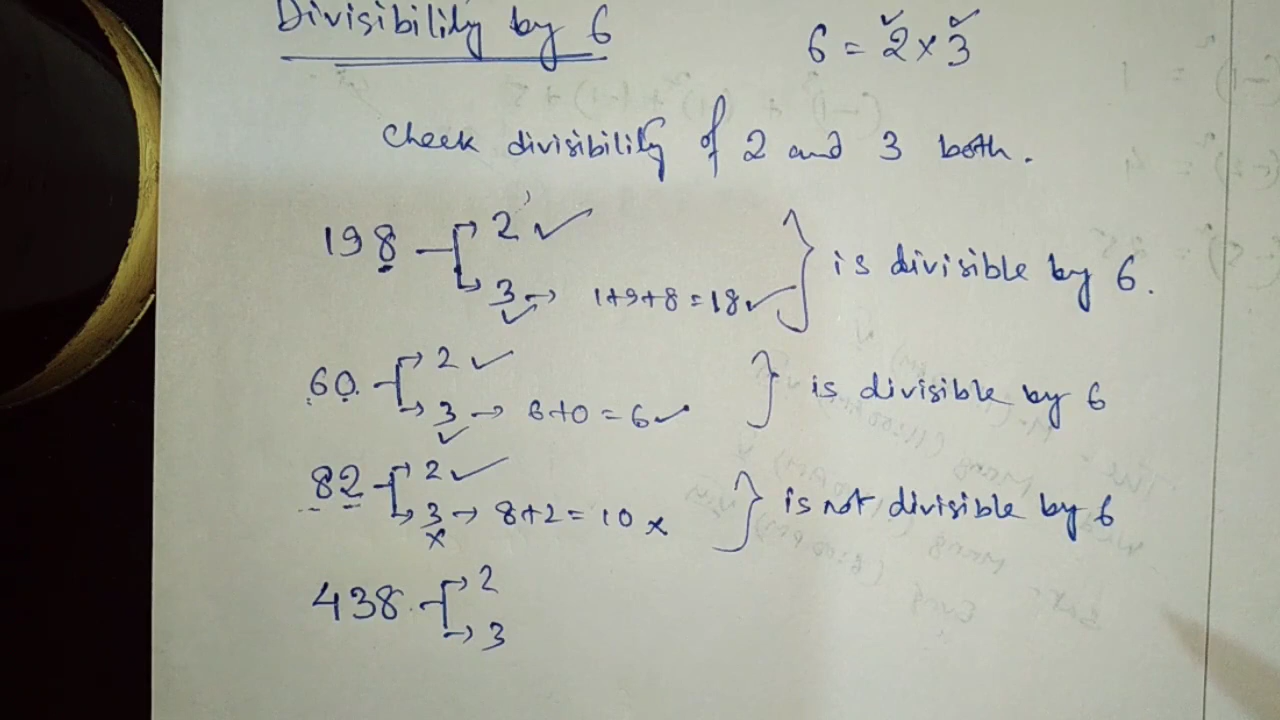 Divisibility by 6
6 = 2 x 3
Check divisibility of 2 and 3 both.
198 → 2 ✓
→ 3 → 1+9+8 = 18 ✓ } is divisible by 6.
✓
60 → 2 ✓
→ 3 → 6+0 = 6 ✓ } is divisible by 6
✓
82 → 2 ✓
→ 3 → 8+2 = 10 x } is not divisible by 6
x
438 → 2
→ 3